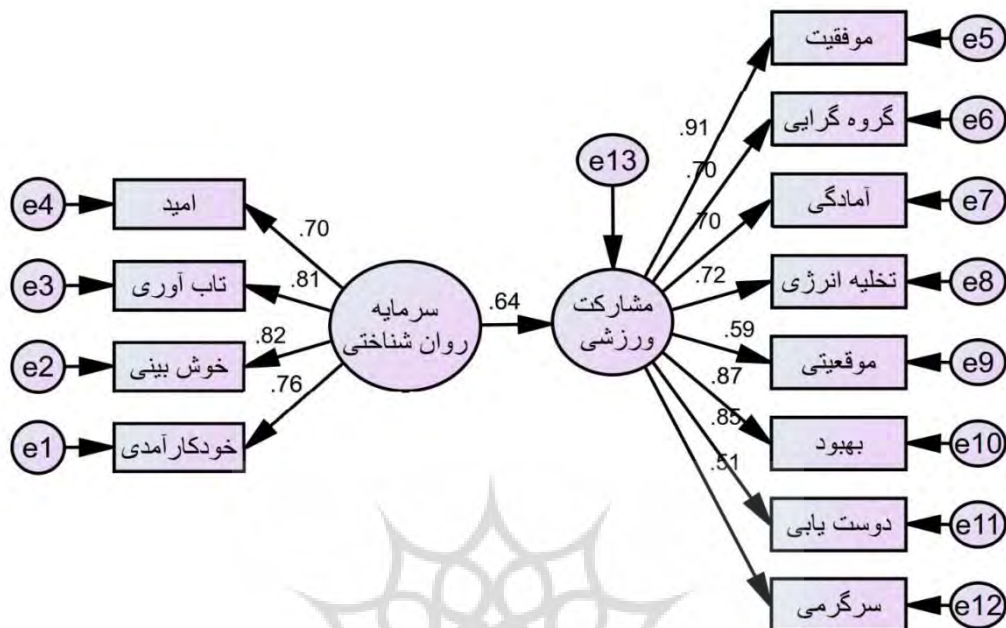 موفقیت
e5
گروه گرایی
e6
آمادگی
e7
تخلیه انرژی
e8
موقعیتی
e9
بهبود
e10
دوست یابی
e11
سرگرمی
e12
.91
.70
.70
.72
.59
.87
.85
.51
e13
مشارکت
ورزشی
.64
سرمایه
روان شناختی
.70
.81
.82
.76
امید
e4
تاب آوری
e3
خوش بینی
e2
خودکارآمدی
e1